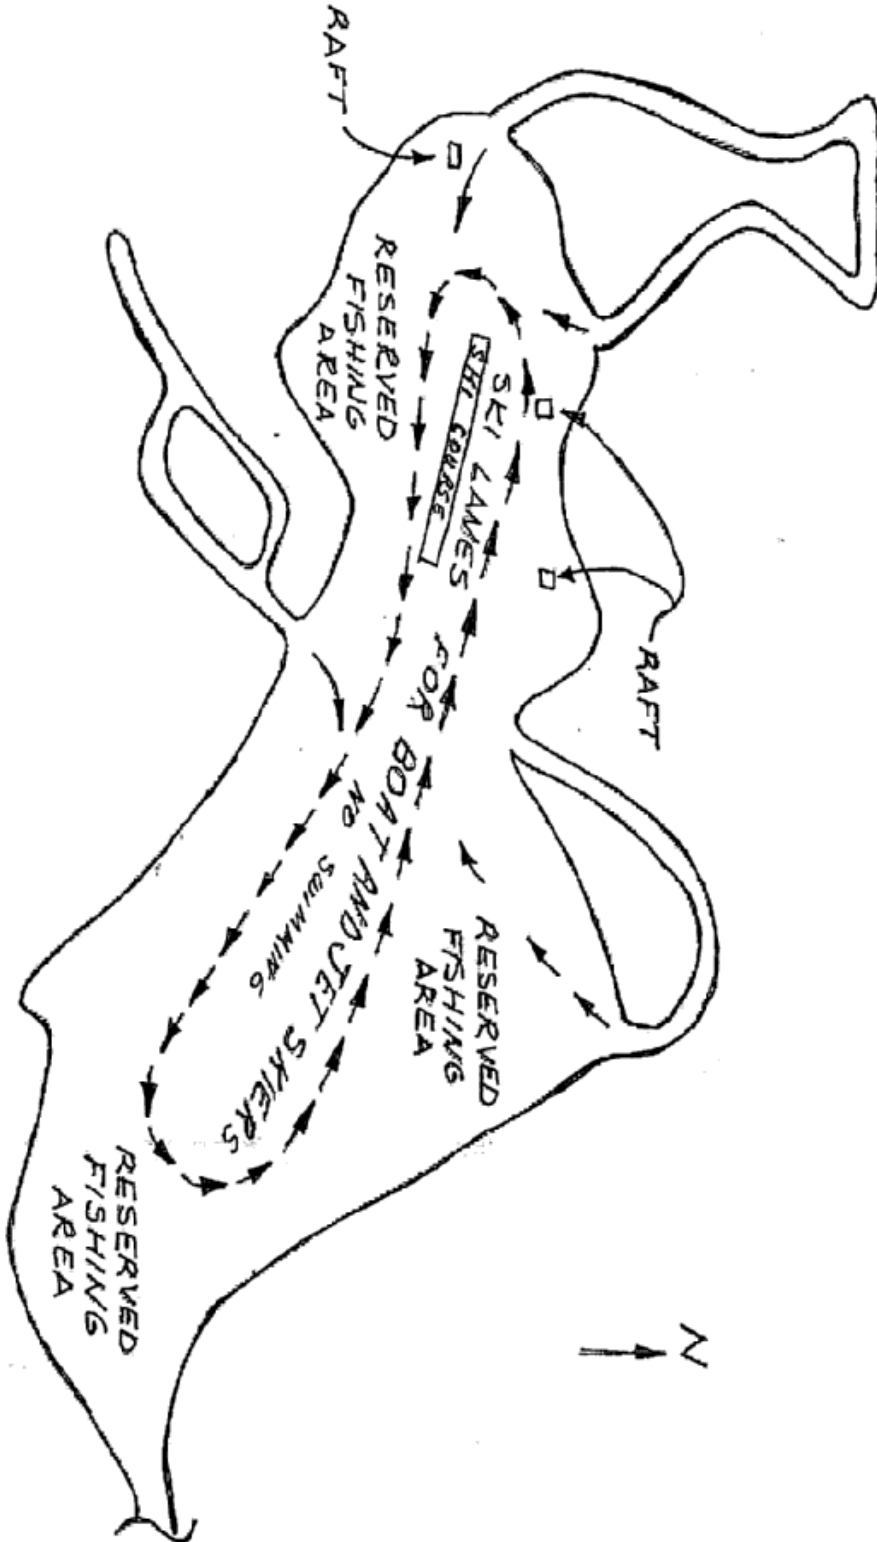 RAFT
RESERVED
FISHING
AREA
SKI COURSE
SKI LANES FOR BOAT AND JET SKIERS
NO SWIMMING
RAFT
RESERVED
FISHING
AREA
RESERVED
FISHING
AREA
N